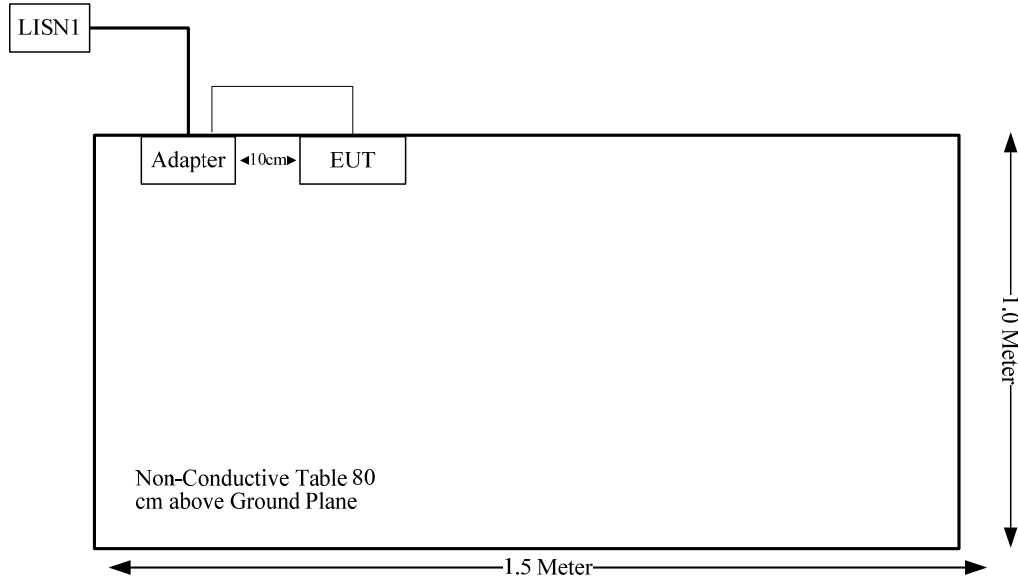 LISN1
Adapter
10cm
EUT
1.0 Meter
Non-Conductive Table 80
cm above Ground Plane
1.5 Meter